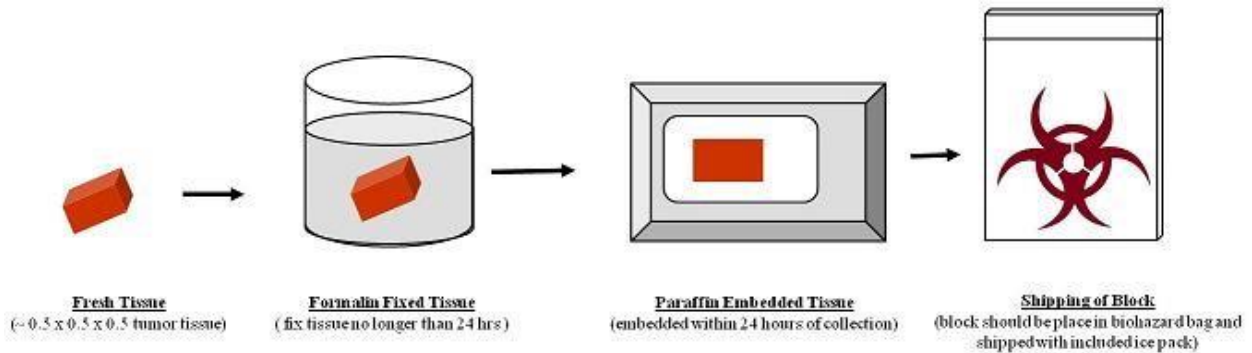 Fresh Tissue
(~ 0.5 x 0.5 x 0.5 tumor tissue)
Formalin Fixed Tissue
( fix tissue no longer than 24 hrs )
Paraffin Embedded Tissue
(embedded within 24 hours of collection)
Shipping of Block
(block should be place in biohazard bag and
shipped with included ice pack)